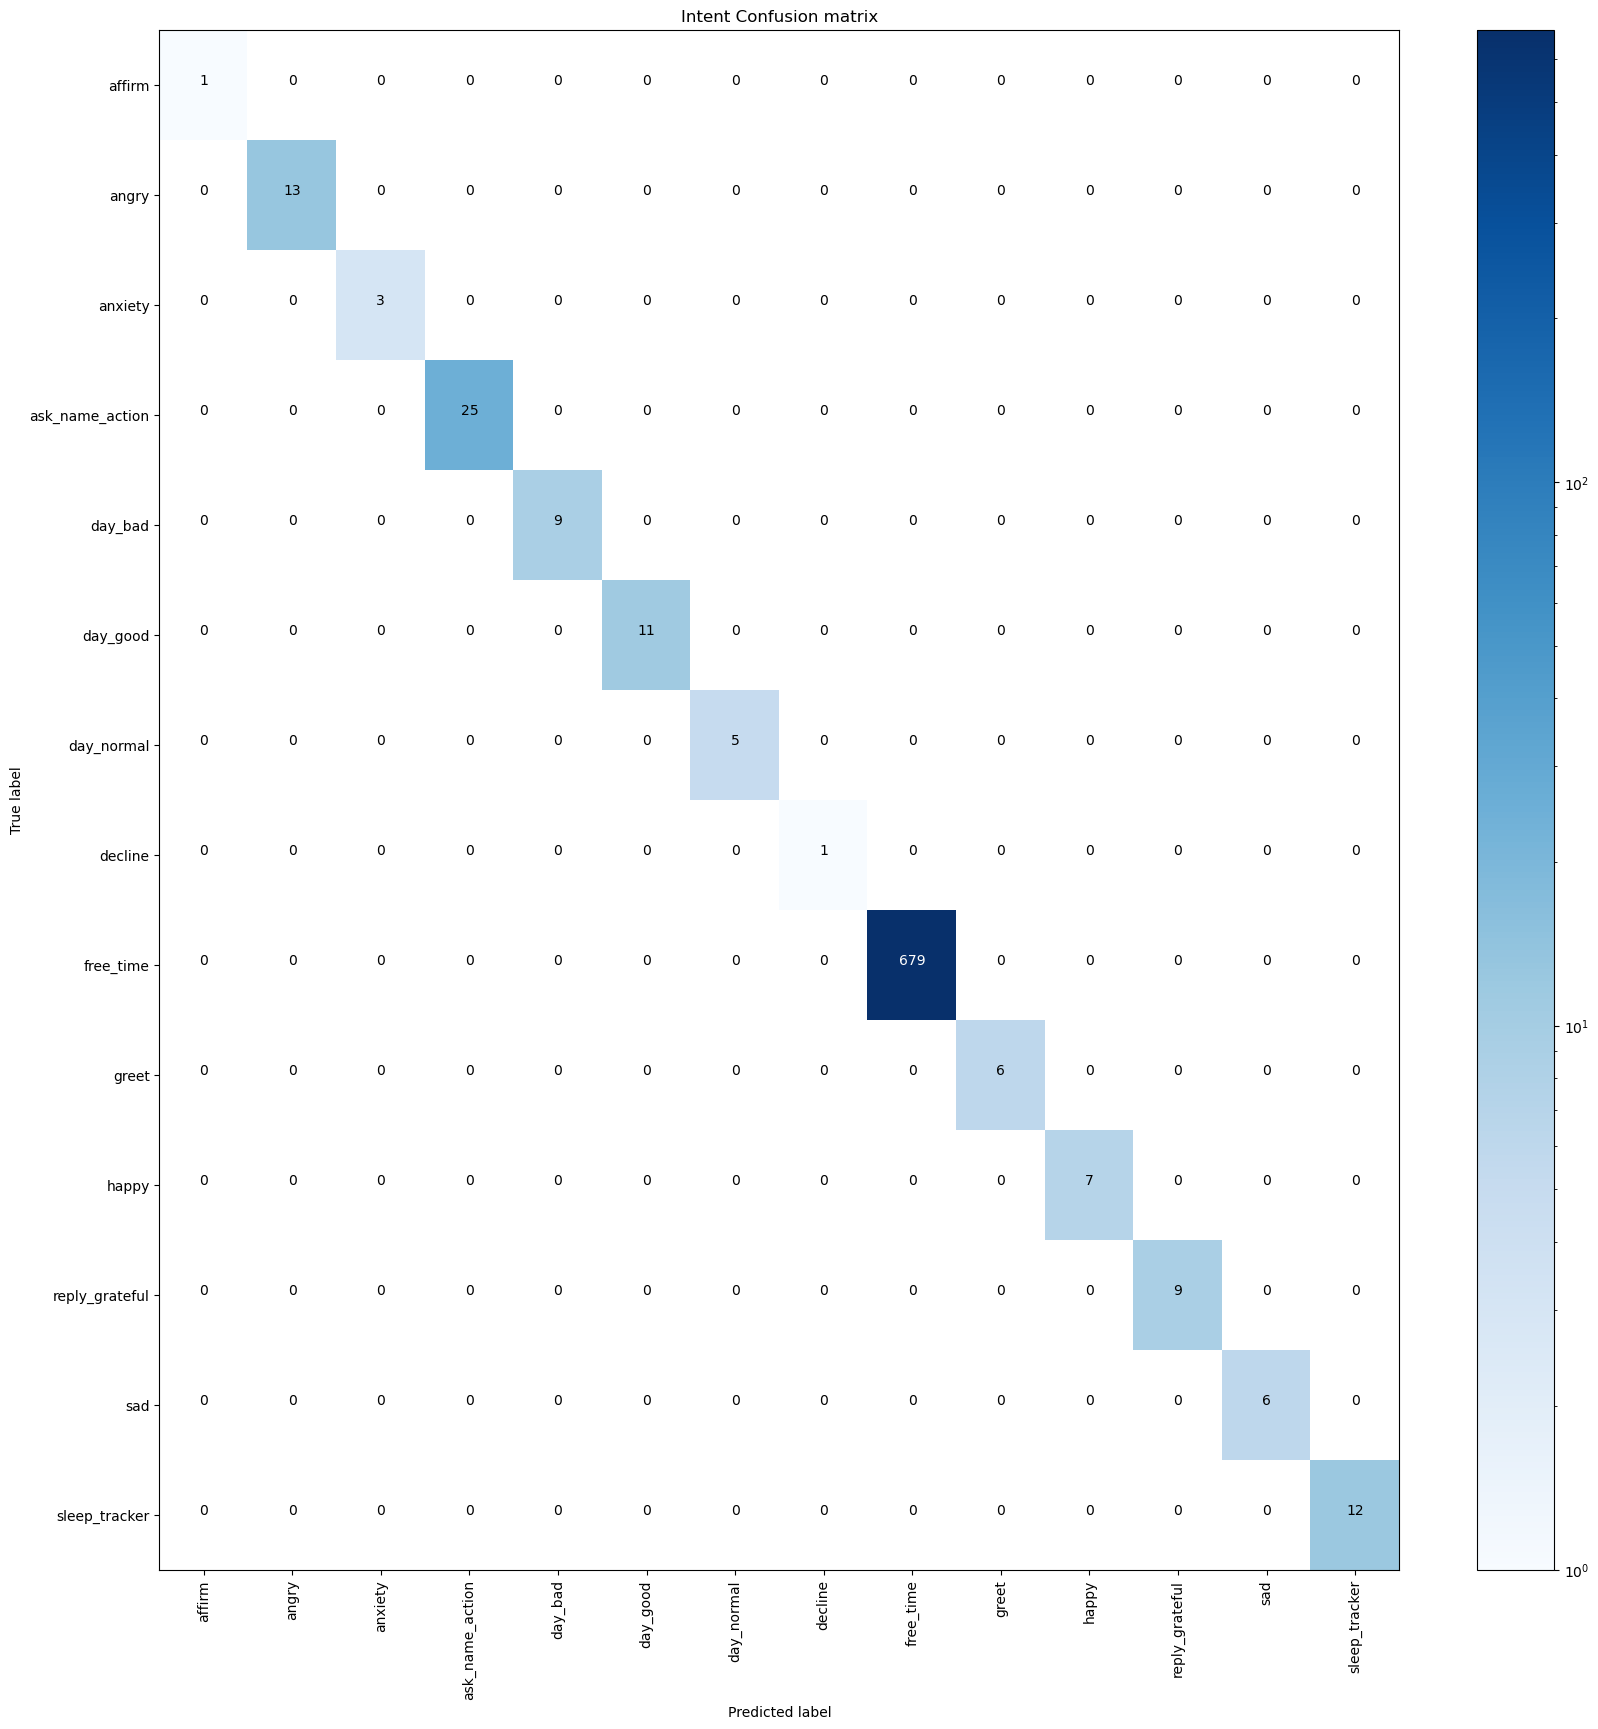 Intent Confusion matrix
affirm 1 0 0 0 0 0 0 0 0 0 0 0 0 0
angry 0 13 0 0 0 0 0 0 0 0 0 0 0 0
anxiety 0 0 3 0 0 0 0 0 0 0 0 0 0 0
ask_name_action 0 0 0 25 0 0 0 0 0 0 0 0 0 0
day_bad 0 0 0 0 9 0 0 0 0 0 0 0 0 0
day_good 0 0 0 0 0 11 0 0 0 0 0 0 0 0
day_normal 0 0 0 0 0 0 5 0 0 0 0 0 0 0
decline 0 0 0 0 0 0 0 1 0 0 0 0 0 0
free_time 0 0 0 0 0 0 0 0 679 0 0 0 0 0
greet 0 0 0 0 0 0 0 0 0 6 0 0 0 0
happy 0 0 0 0 0 0 0 0 0 0 7 0 0 0
reply_grateful 0 0 0 0 0 0 0 0 0 0 0 9 0 0
sad 0 0 0 0 0 0 0 0 0 0 0 0 6 0
sleep_tracker 0 0 0 0 0 0 0 0 0 0 0 0 0 12
True label
affirm
angry
anxiety
ask_name_action
day_bad
day_good
day_normal
decline
free_time
greet
happy
reply_grateful
sad
sleep_tracker
Predicted label
10²
10¹
10⁰